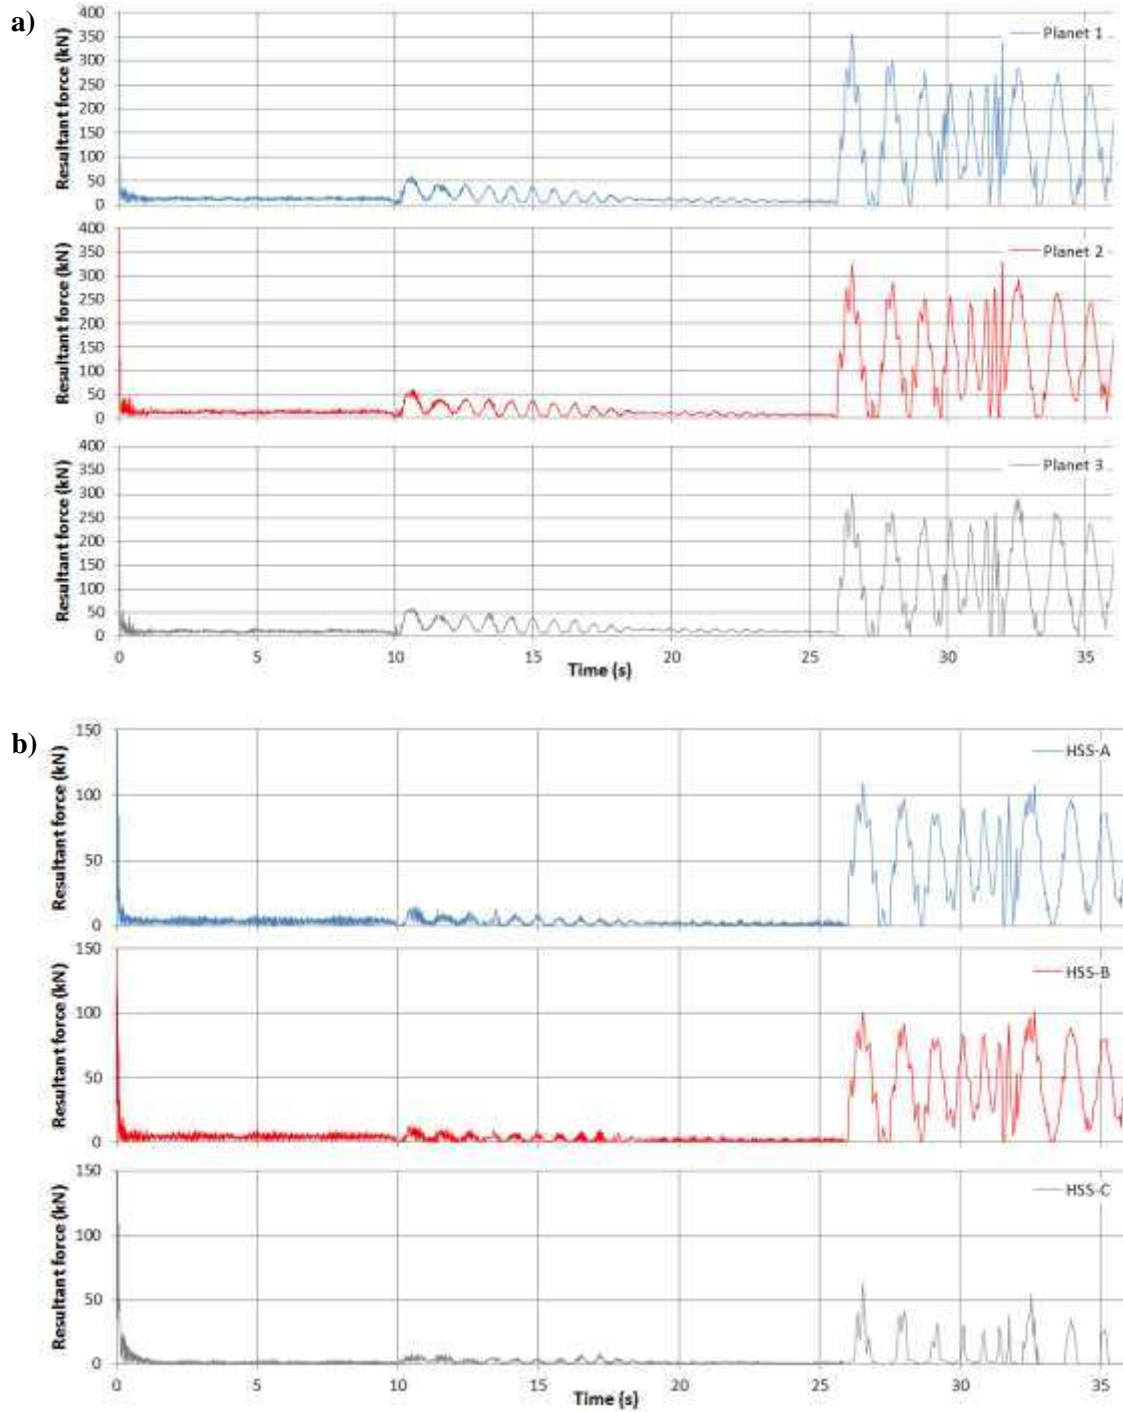 a)
Resultant force (kN)
400
350
300
250
200
150
100
50
0
Planet 1
Resultant force (kN)
400
350
300
250
200
150
100
50
0
Planet 2
Resultant force (kN)
400
350
300
250
200
150
100
50
0
Planet 3
0 5 10 15 20 25 30 35
Time (s)
b)
Resultant force (kN)
150
100
50
0
HSS-A
Resultant force (kN)
150
100
50
0
HSS-B
Resultant force (kN)
150
100
50
0
HSS-C
0 5 10 15 20 25 30 35
Time (s)